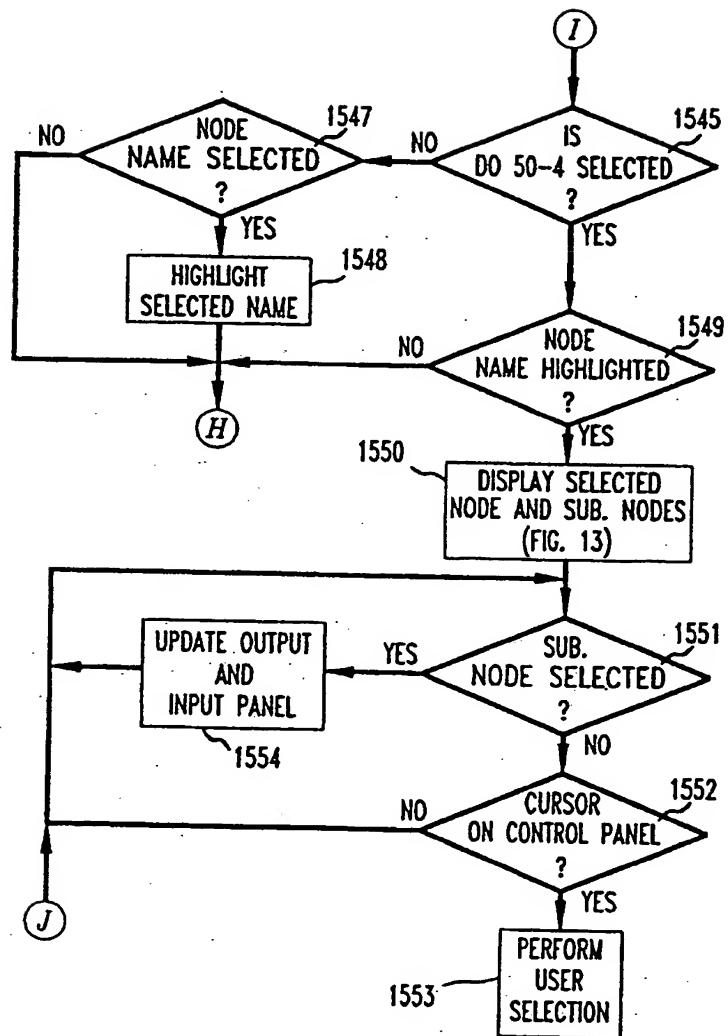 I
1545
IS
DO 50-4 SELECTED
?
NO
YES
1547
NODE
NAME SELECTED
?
NO
YES
1548
HIGHLIGHT
SELECTED NAME
H
1549
NODE
NAME HIGHLIGHTED
?
NO
YES
1550
DISPLAY SELECTED
NODE AND SUB. NODES
(FIG. 13)
1551
SUB.
NODE SELECTED
?
YES
NO
UPDATE OUTPUT
AND
INPUT PANEL
1554
1552
CURSOR
ON CONTROL PANEL
?
NO
YES
J
PERFORM
USER
SELECTION
1553